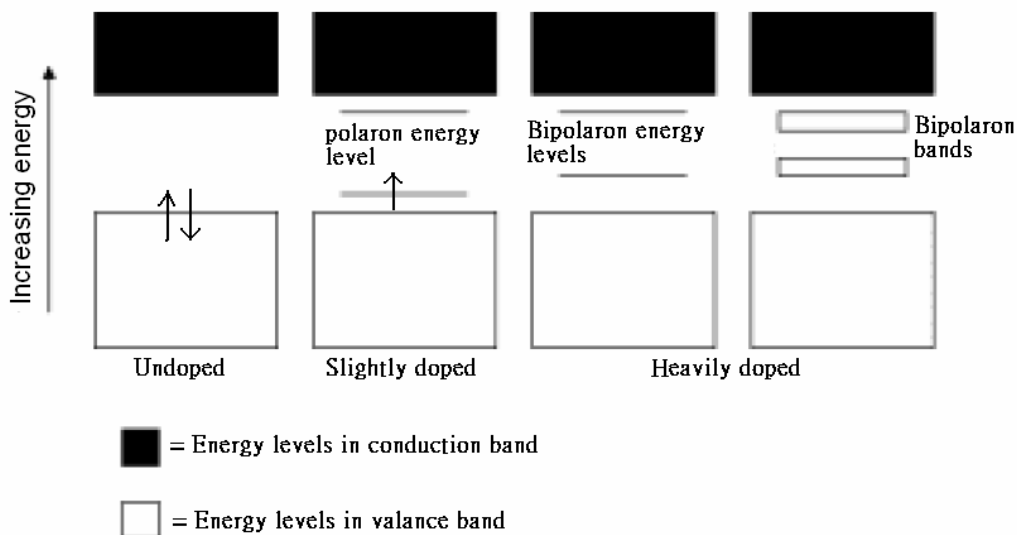 Increasing energy
polaron energy
level
Bipolaron energy
levels
Bipolaron
bands
Undoped
Slightly doped
Heavily doped
= Energy levels in conduction band
= Energy levels in valance band